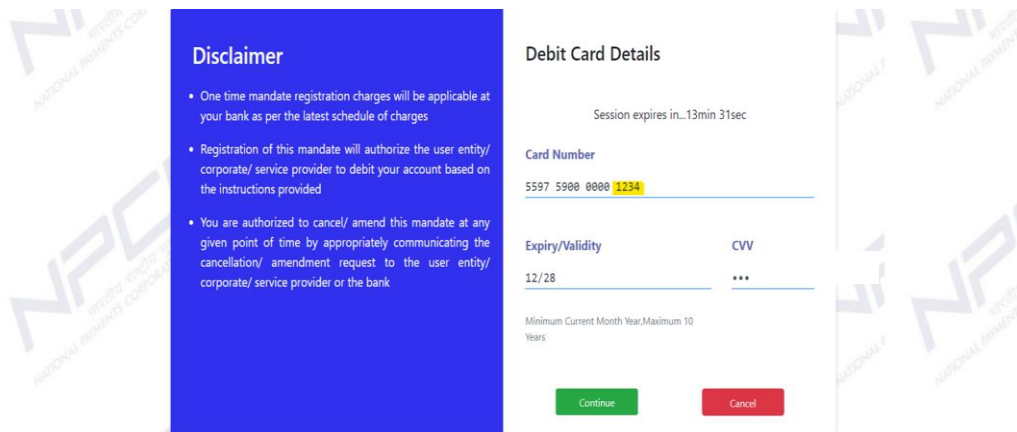 Disclaimer
• One time mandate registration charges will be applicable at
your bank as per the latest schedule of charges
• Registration of this mandate will authorize the user entity/
corporate/ service provider to debit your account based on
the instructions provided
• You are authorized to cancel/ amend this mandate at any
given point of time by appropriately communicating the
cancellation/ amendment request to the user entity/
corporate/ service provider or the bank
Debit Card Details
Session expires in...13min 31sec
Card Number
5597 5900 0000 1234
Expiry/Validity CVV
12/28 •••
Minimum Current Month Year,Maximum 10
Years
Continue Cancel
NPCI
NATIONAL PAYMENTS CORPORA